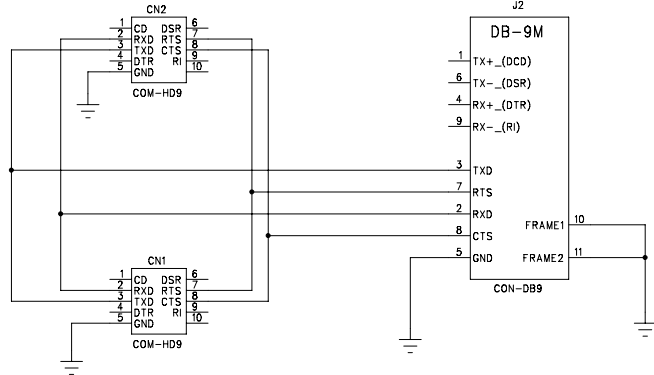 CN2
1 CD DSR 6
2 RXD RTS 7
3 TXD CTS 8
4 DTR RI 9
5 GND 10
COM-HD9
J2
DB-9M
1 TX+_(DCD)
6 TX-_(DSR)
4 RX+_(DTR)
9 RX-_(RI)
3 TXD
7 RTS
2 RXD
8 CTS
5 GND
FRAME1 10
FRAME2 11
CON-DB9
CN1
1 CD DSR 6
2 RXD RTS 7
3 TXD CTS 8
4 DTR RI 9
5 GND 10
COM-HD9